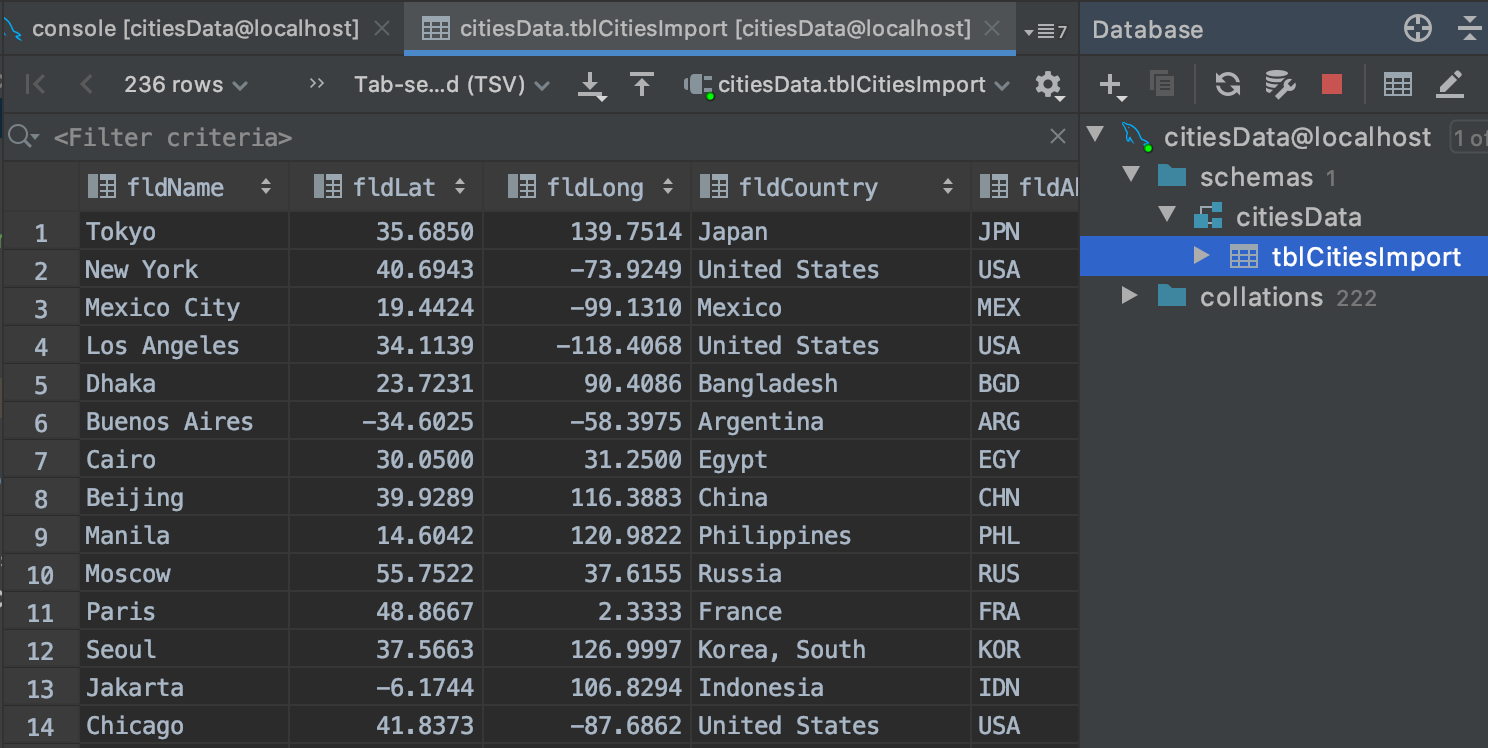 console [citiesData@localhost] citiesData.tblCitiesImport [citiesData@localhost] 7 Database
236 rows Tab-se...d (TSV) citiesData.tblCitiesImport
<Filter criteria>
citiesData@localhost 1 of
schemas 1
citiesData
tblCitiesImport
collations 222
fldName fldLat fldLong fldCountry
1 Tokyo 35.6850 139.7514 Japan JPN
2 New York 40.6943 -73.9249 United States USA
3 Mexico City 19.4424 -99.1310 Mexico MEX
4 Los Angeles 34.1139 -118.4068 United States USA
5 Dhaka 23.7231 90.4086 Bangladesh BGD
6 Buenos Aires -34.6025 -58.3975 Argentina ARG
7 Cairo 30.0500 31.2500 Egypt EGY
8 Beijing 39.9289 116.3883 China CHN
9 Manila 14.6042 120.9822 Philippines PHL
10 Moscow 55.7522 37.6155 Russia RUS
11 Paris 48.8667 2.3333 France FRA
12 Seoul 37.5663 126.9997 Korea, South KOR
13 Jakarta -6.1744 106.8294 Indonesia IDN
14 Chicago 41.8373 -87.6862 United States USA